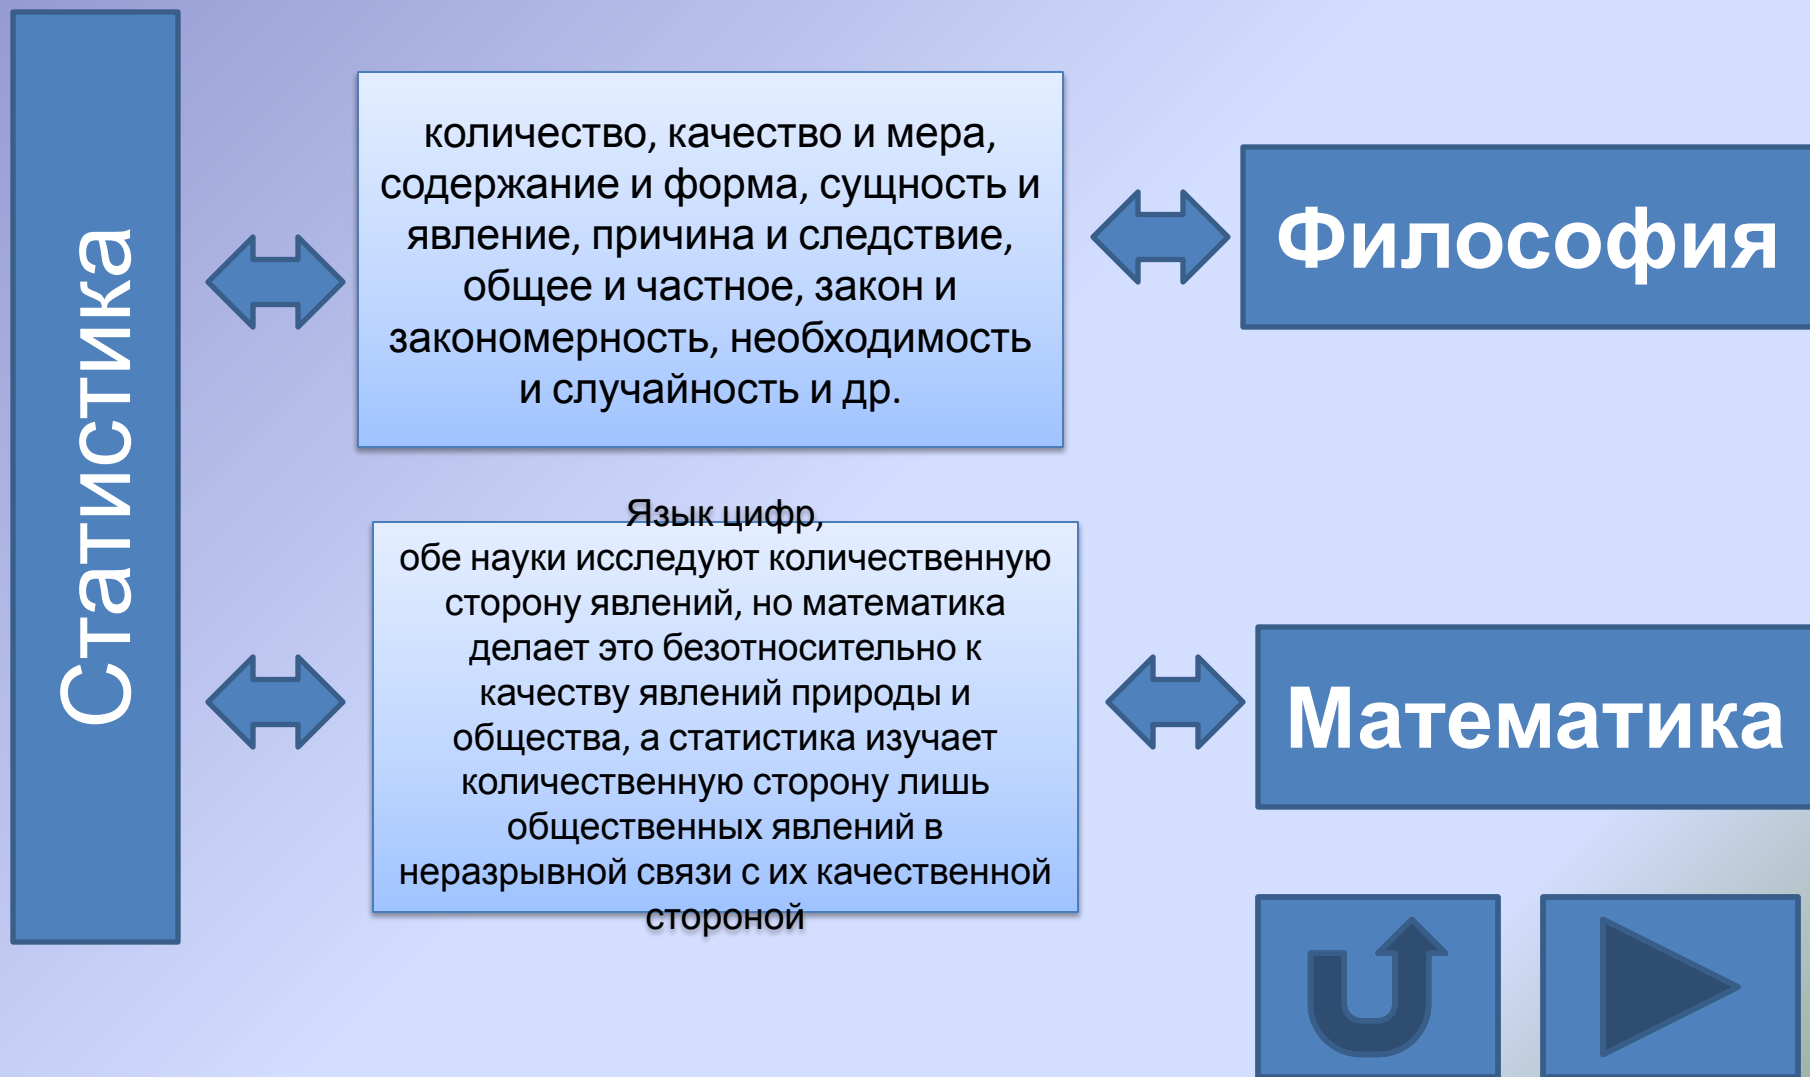 Статистика
количество, качество и мера,
содержание и форма, сущность и
явление, причина и следствие,
общее и частное, закон и
закономерность, необходимость
и случайность и др.
Философия
Язык цифр,
обе науки исследуют количественную
сторону явлений, но математика
делает это безотносительно к
качеству явлений природы и
общества, а статистика изучает
количественную сторону лишь
общественных явлений в
неразрывной связи с их качественной
стороной
Математика